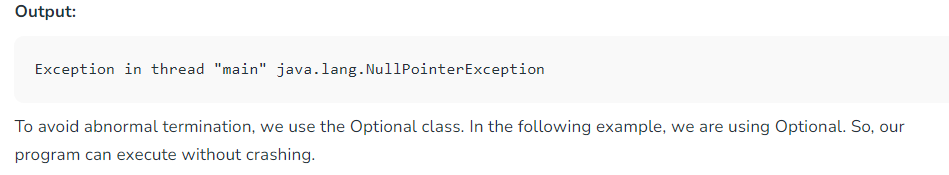 Output:
Exception in thread "main" java.lang.NullPointerException
To avoid abnormal termination, we use the Optional class. In the following example, we are using Optional. So, our
program can execute without crashing.